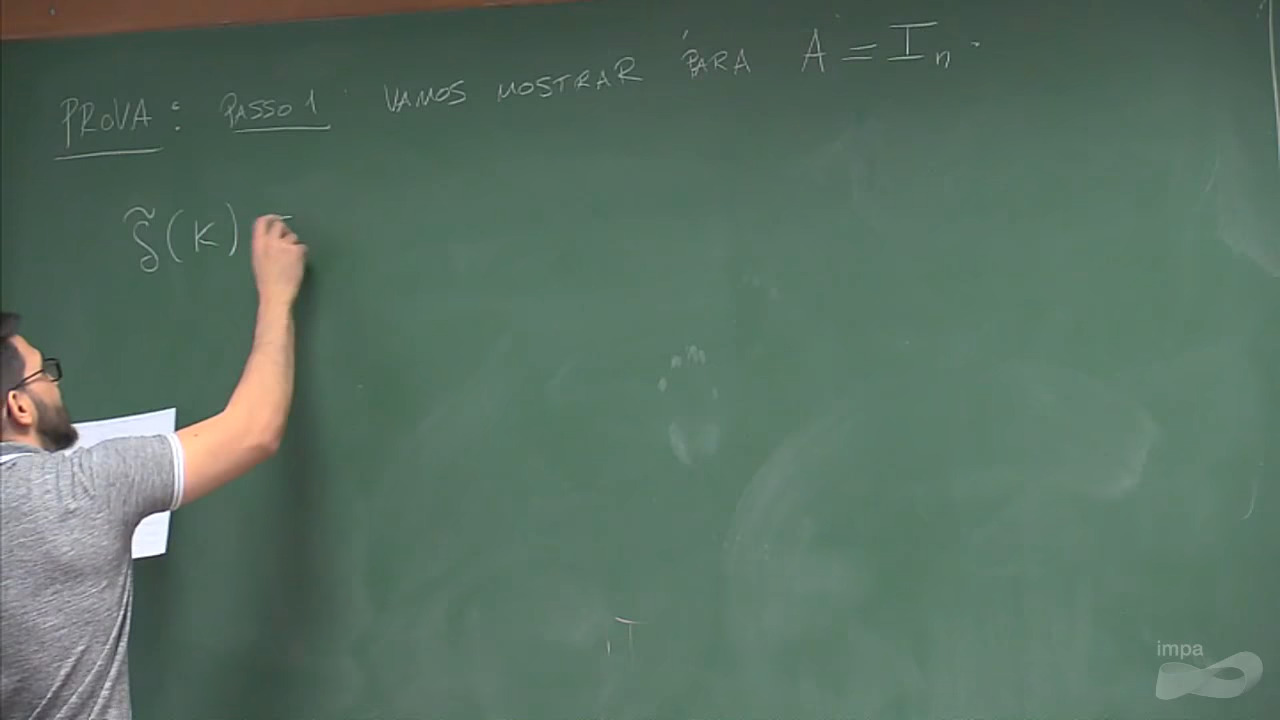 PROVA: PASSO 1 VAMOS MOSTRAR PARA A = Iₙ.
δ̃(K) =
impa